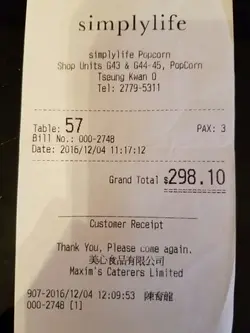 simplylife
simplylife Popcorn
Shop Units G43 & G44-45, PopCorn
Tseung Kwan O
Tel: 2779-5311
Table: 57 PAX: 3
Bill No.: 000-2748
Date: 2016/12/04 11:17:12
Grand Total $298.10
Customer Receipt
Thank You, Please come again.
美心食品有限公司
Maxim's Caterers Limited
907-2016/12/04 12:09:53 陳育龍
000-2748 [1]